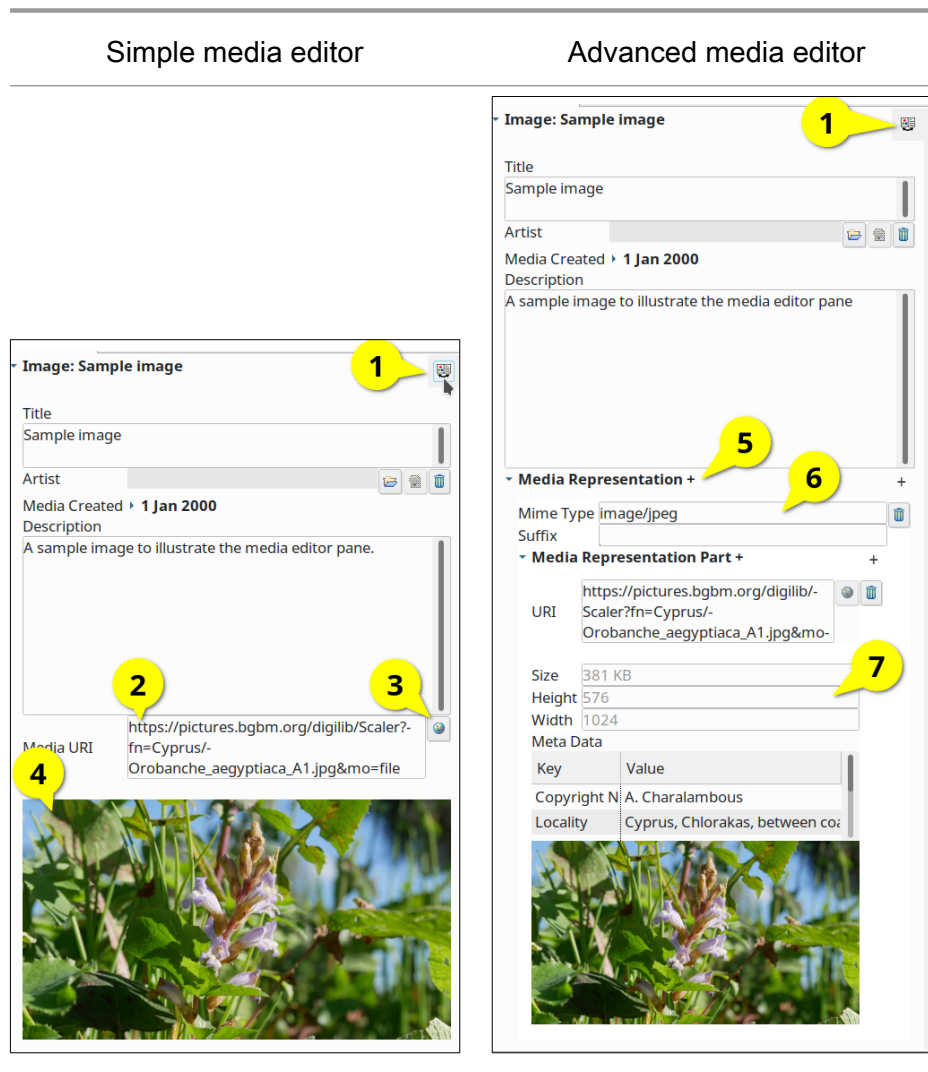 Simple media editor
Advanced media editor
Image: Sample image
1
Title
Sample image
Artist
Media Created 1 Jan 2000
Description
A sample image to illustrate the media editor pane.
2
3
Media URI
https://pictures.bgbm.org/digilib/Scaler?-
fn=Cyprus/-
Orobanche_aegyptiaca_A1.jpg&mo=file
4
Image: Sample image
1
Title
Sample image
Artist
Media Created 1 Jan 2000
Description
A sample image to illustrate the media editor pane
5
Media Representation +
+
6
Mime Type image/jpeg
Suffix
Media Representation Part +
+
URI
https://pictures.bgbm.org/digilib/-
Scaler?fn=Cyprus/-
Orobanche_aegyptiaca_A1.jpg&mo-
7
Size 381 KB
Height 576
Width 1024
Meta Data
Key Value
Copyright N A. Charalambous
Locality Cyprus, Chlorakas, between coa